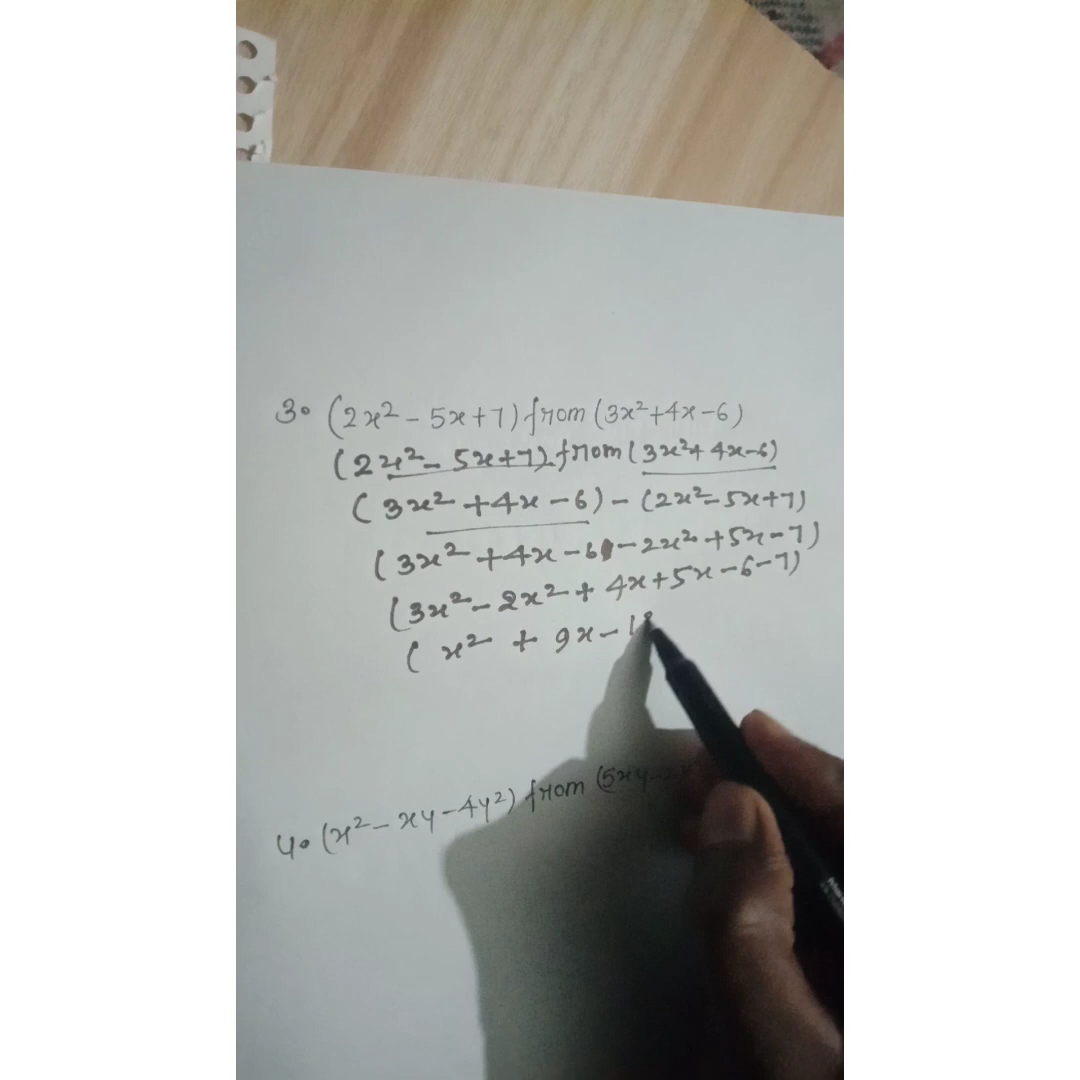 3. (2x² - 5x + 7) from (3x² + 4x - 6)
(2x² - 5x + 7) from (3x² + 4x - 6)
(3x² + 4x - 6) - (2x² - 5x + 7)
(3x² + 4x - 6 - 2x² + 5x - 7)
(3x² - 2x² + 4x + 5x - 6 - 7)
(x² + 9x - 1
4. (x² - xy - 4y²) from (5xy